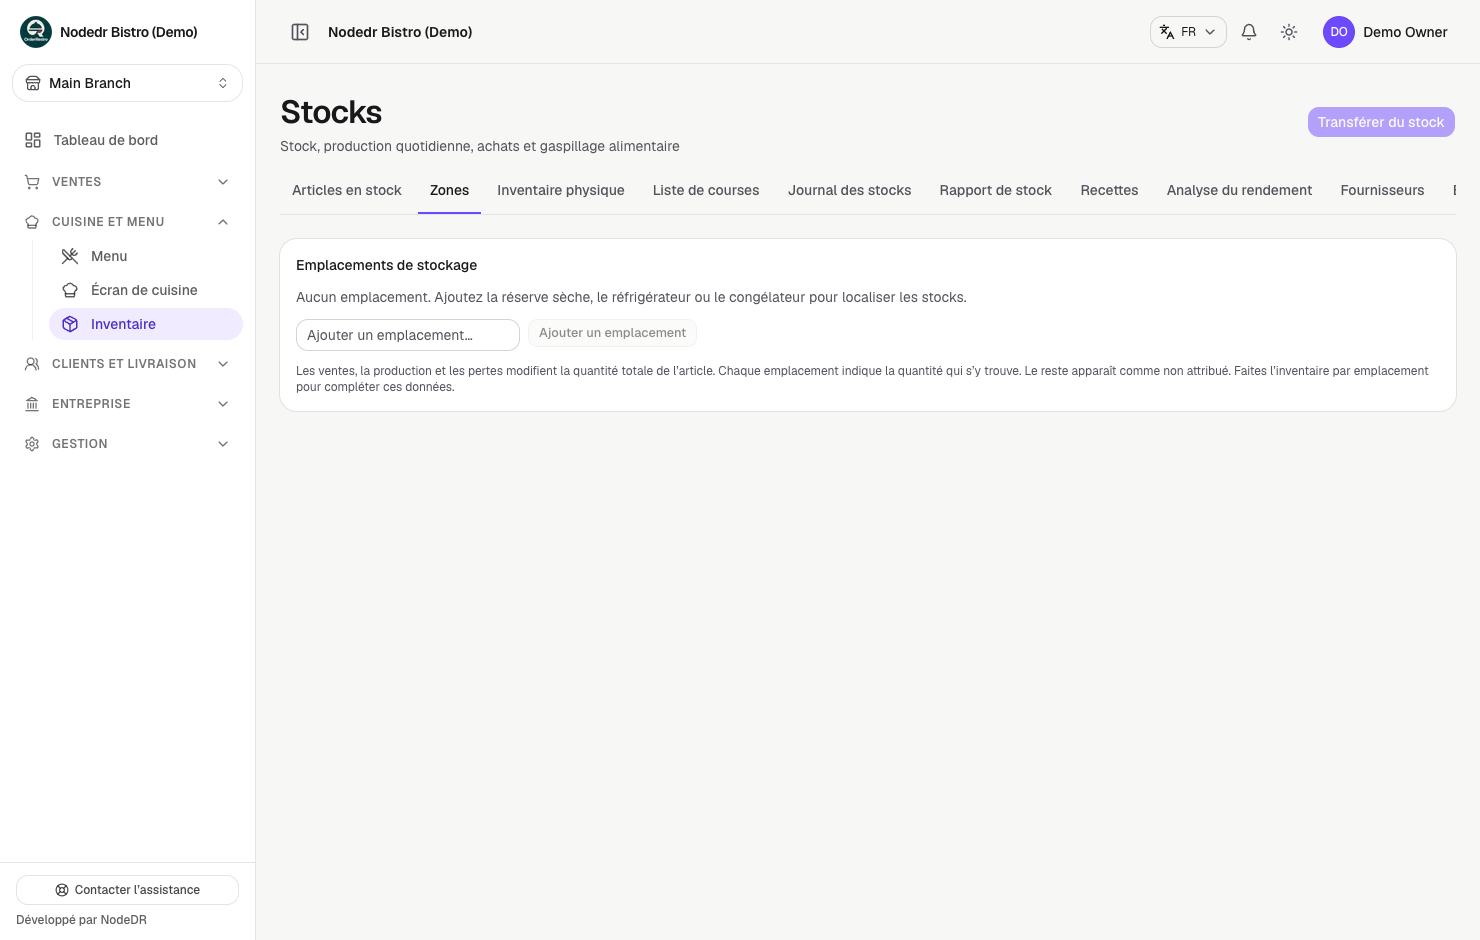 Nodedr Bistro (Demo)
Main Branch
Tableau de bord
VENTES
CUISINE ET MENU
Menu
Écran de cuisine
Inventaire
CLIENTS ET LIVRAISON
ENTREPRISE
GESTION
Contacter l’assistance
Développé par NodeDR
Nodedr Bistro (Demo)
FR
DO
Demo Owner
Stocks
Stock, production quotidienne, achats et gaspillage alimentaire
Transférer du stock
Articles en stock
Zones
Inventaire physique
Liste de courses
Journal des stocks
Rapport de stock
Recettes
Analyse du rendement
Fournisseurs
Emplacements de stockage
Aucun emplacement. Ajoutez la réserve sèche, le réfrigérateur ou le congélateur pour localiser les stocks.
Ajouter un emplacement...
Ajouter un emplacement
Les ventes, la production et les pertes modifient la quantité totale de l’article. Chaque emplacement indique la quantité qui s’y trouve. Le reste apparaît comme non attribué. Faites l’inventaire par emplacement
pour compléter ces données.